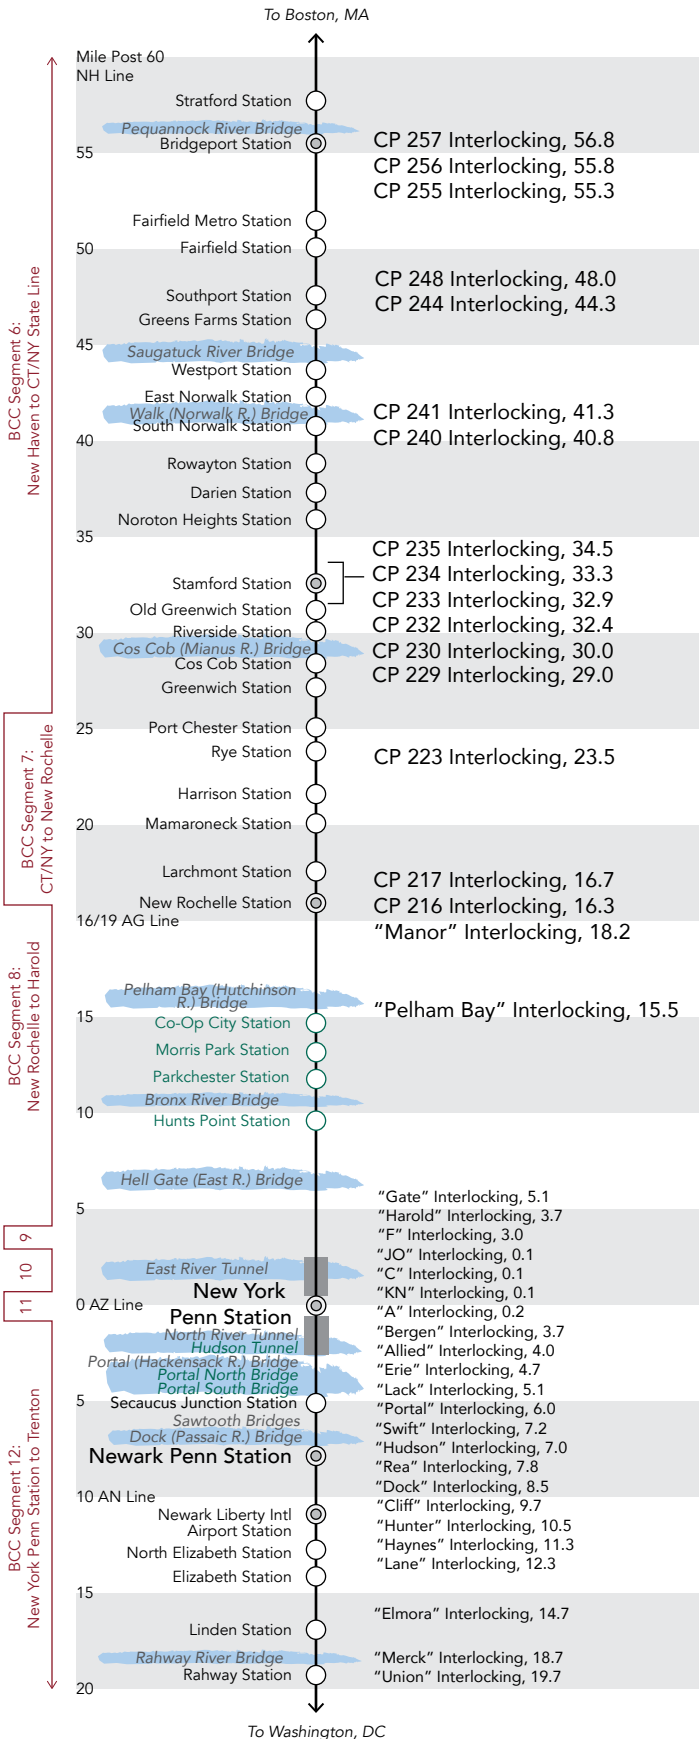 To Boston, MA
Mile Post 60
NH Line
Stratford Station
Pequannock River Bridge
Bridgeport Station
CP 257 Interlocking, 56.8
55
CP 256 Interlocking, 55.8
CP 255 Interlocking, 55.3
Fairfield Metro Station
50
Fairfield Station
CP 248 Interlocking, 48.0
Southport Station
CP 244 Interlocking, 44.3
Greens Farms Station
45
Saugatuck River Bridge
Westport Station
East Norwalk Station
Walk (Norwalk R.) Bridge
CP 241 Interlocking, 41.3
South Norwalk Station
40
CP 240 Interlocking, 40.8
Rowayton Station
Darien Station
Noroton Heights Station
35
CP 235 Interlocking, 34.5
CP 234 Interlocking, 33.3
Stamford Station
CP 233 Interlocking, 32.9
Old Greenwich Station
CP 232 Interlocking, 32.4
30
Riverside Station
Cos Cob (Mianus R.) Bridge
CP 230 Interlocking, 30.0
Cos Cob Station
CP 229 Interlocking, 29.0
Greenwich Station
25
Port Chester Station
Rye Station
CP 223 Interlocking, 23.5
Harrison Station
20
Mamaroneck Station
Larchmont Station
CP 217 Interlocking, 16.7
New Rochelle Station
CP 216 Interlocking, 16.3
16/19 AG Line
“Manor” Interlocking, 18.2
Pelham Bay (Hutchinson
R.) Bridge
“Pelham Bay” Interlocking, 15.5
15
Co-Op City Station
Morris Park Station
Parkchester Station
Bronx River Bridge
10
Hunts Point Station
Hell Gate (East R.) Bridge
“Gate” Interlocking, 5.1
5
“Harold” Interlocking, 3.7
“F” Interlocking, 3.0
“JO” Interlocking, 0.1
East River Tunnel
“C” Interlocking, 0.1
New York
Penn Station
“KN” Interlocking, 0.1
0 AZ Line
“A” Interlocking, 0.2
North River Tunnel
“Bergen” Interlocking, 3.7
Hudson Tunnel
“Allied” Interlocking, 4.0
Portal (Hackensack R.) Bridge
“Erie” Interlocking, 4.7
Portal North Bridge
Portal South Bridge
“Lack” Interlocking, 5.1
5
Secaucus Junction Station
“Portal” Interlocking, 6.0
Sawtooth Bridges
“Swift” Interlocking, 7.2
Dock (Passaic R.) Bridge
“Hudson” Interlocking, 7.0
Newark Penn Station
“Rea” Interlocking, 7.8
“Dock” Interlocking, 8.5
10 AN Line
“Cliff” Interlocking, 9.7
Newark Liberty Intl
Airport Station
“Hunter” Interlocking, 10.5
“Haynes” Interlocking, 11.3
North Elizabeth Station
“Lane” Interlocking, 12.3
Elizabeth Station
15
“Elmora” Interlocking, 14.7
Linden Station
Rahway River Bridge
“Merck” Interlocking, 18.7
Rahway Station
“Union” Interlocking, 19.7
20
To Washington, DC
BCC Segment 6:
New Haven to CT/NY State Line
BCC Segment 7:
CT/NY to New Rochelle
BCC Segment 8:
New Rochelle to Harold
9
10
11
BCC Segment 12:
New York Penn Station to Trenton